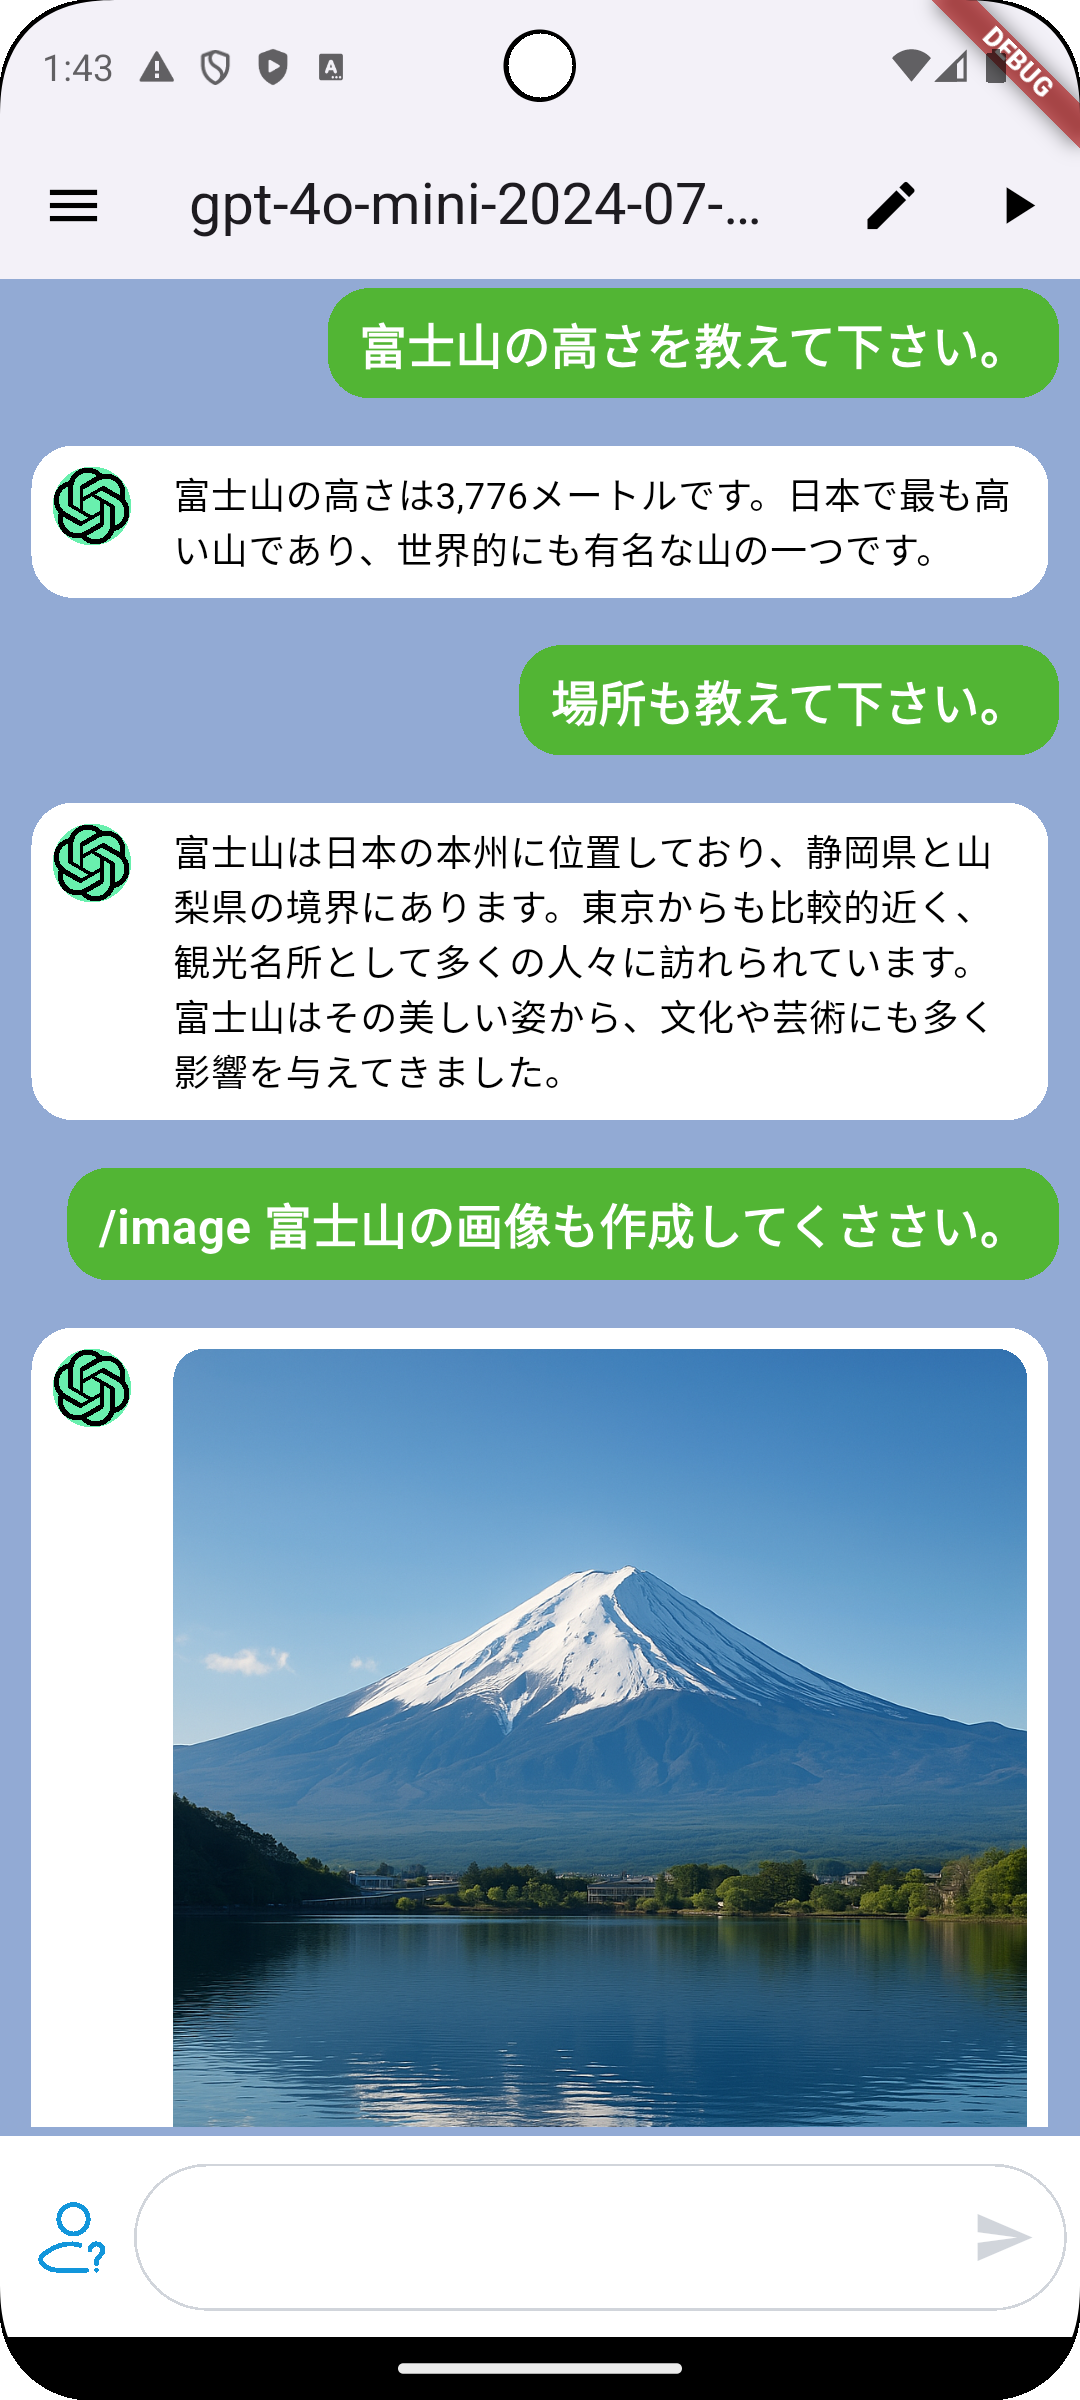 1:43
DEBUG
gpt-4o-mini-2024-07-...
富士山の高さを教えて下さい。
富士山の高さは3,776メートルです。日本で最も高
い山であり、世界的にも有名な山の一つです。
場所も教えて下さい。
富士山は日本の本州に位置しており、静岡県と山
梨県の境界にあります。東京からも比較的近く、
観光名所として多くの人々に訪れられています。
富士山はその美しい姿から、文化や芸術にも多く
影響を与えてきました。
/image 富士山の画像も作成してくささい。